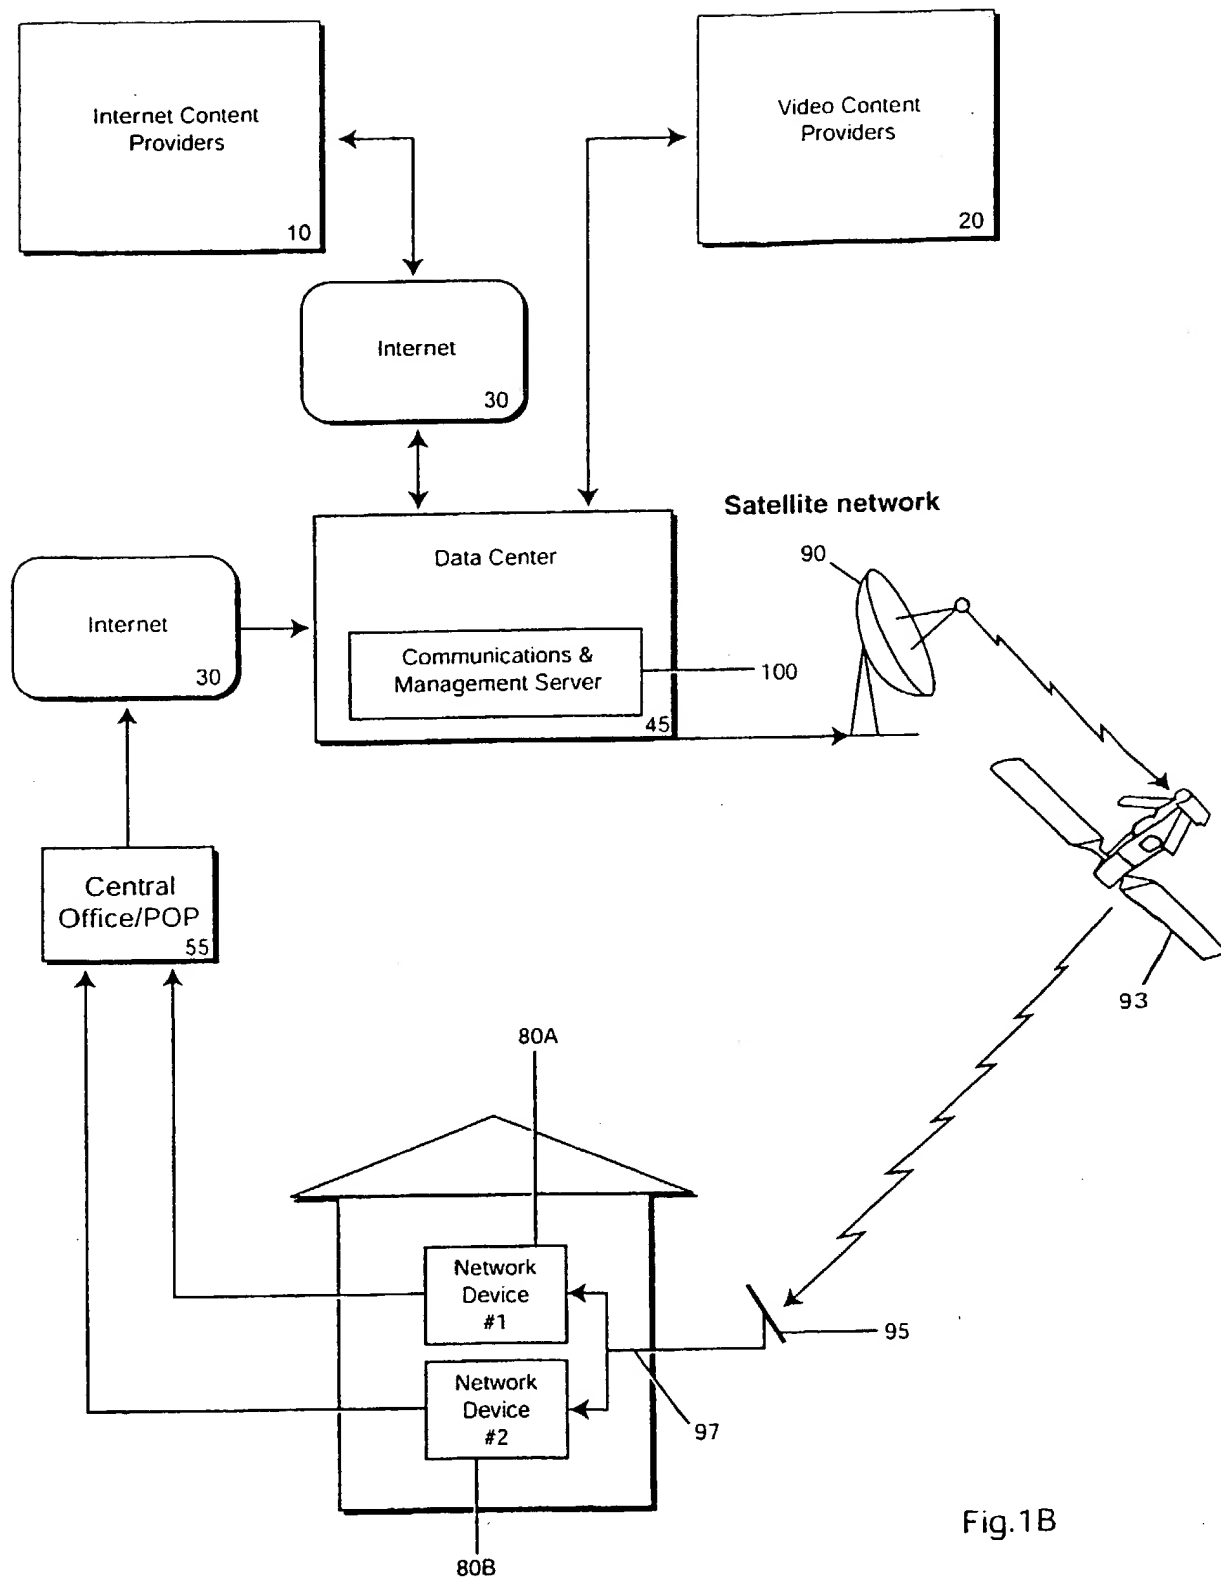 Internet Content
Providers
10
Video Content
Providers
20
Internet
30
Satellite network
90
Data Center
Communications &
Management Server
100
45
Internet
30
Central
Office/POP
55
93
80A
Network
Device
#1
95
Network
Device
#2
97
80B
Fig.1B